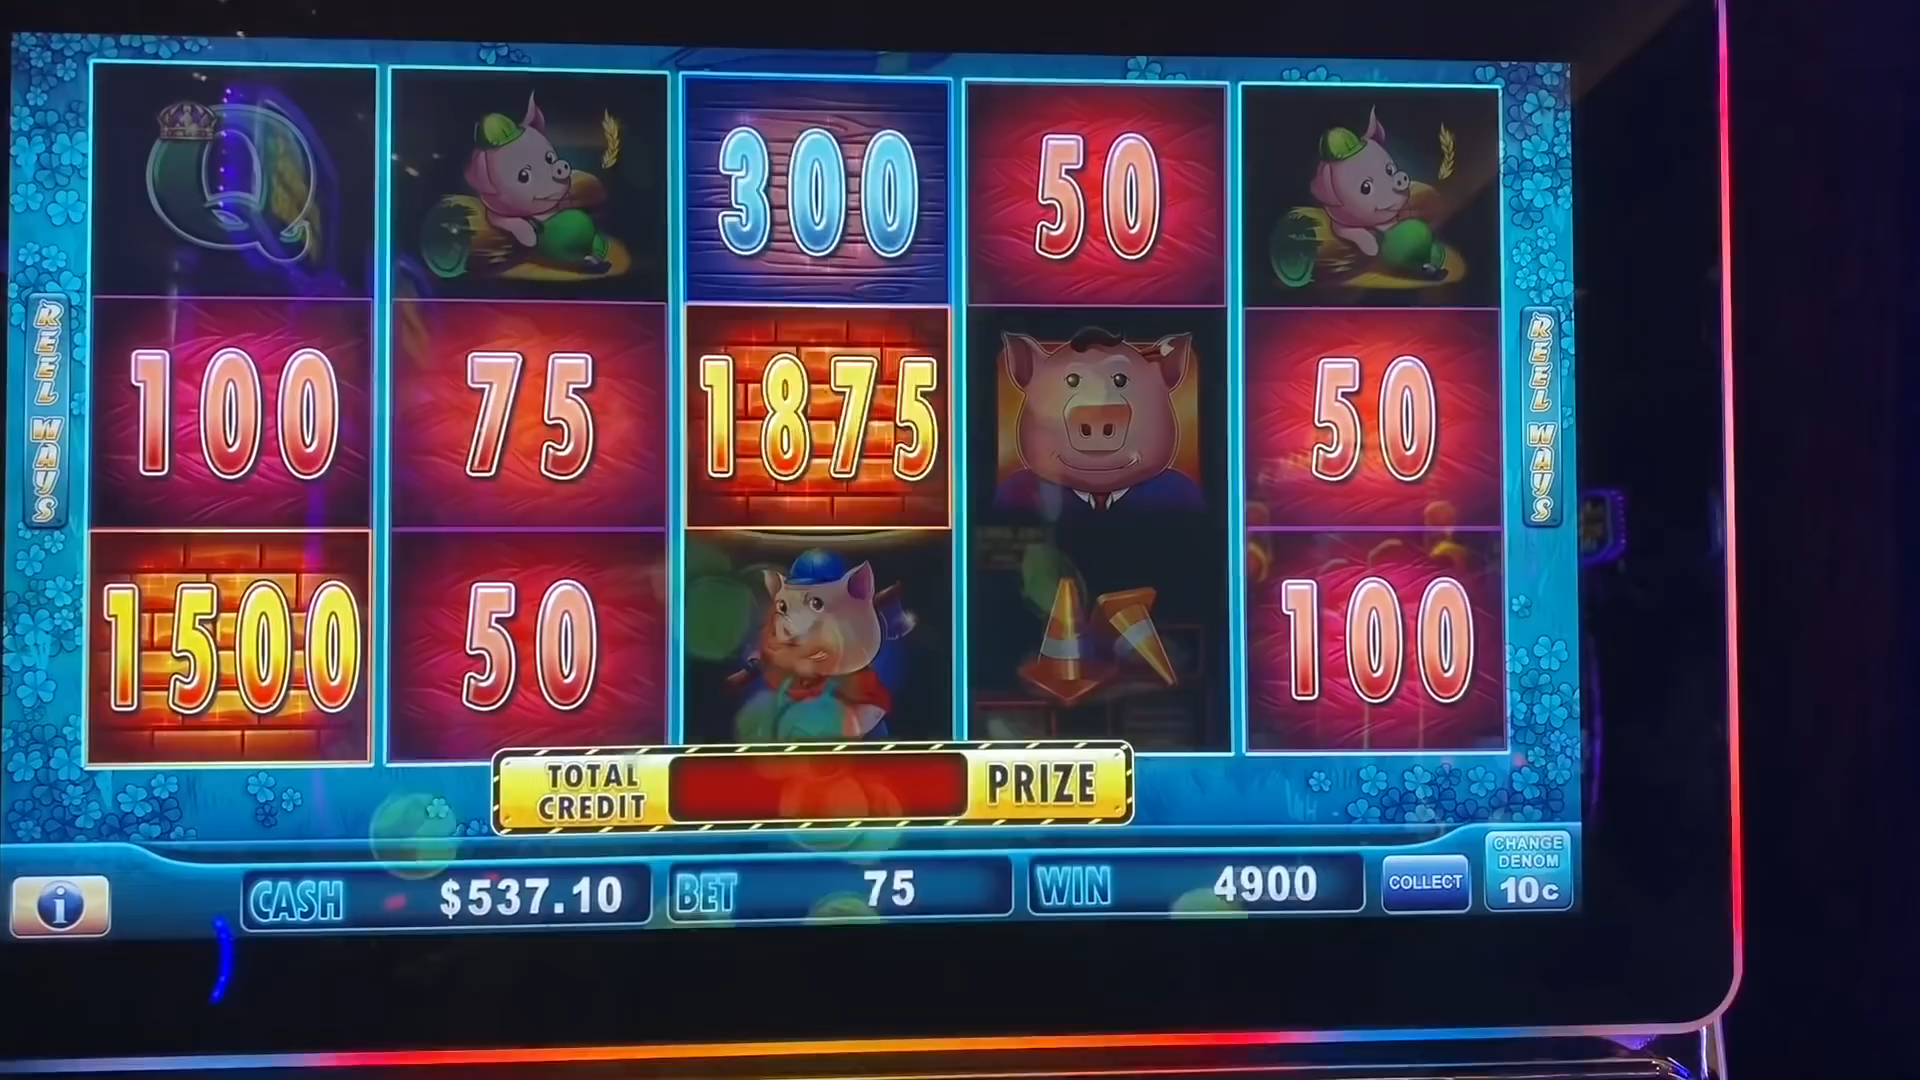 Q
300
50
REEL WAYS
100
75
1875
50
REEL WAYS
1500
50
100
TOTAL CREDIT PRIZE
CASH $537.10
BET 75
WIN 4900
COLLECT
CHANGE
DENOM
10c
i